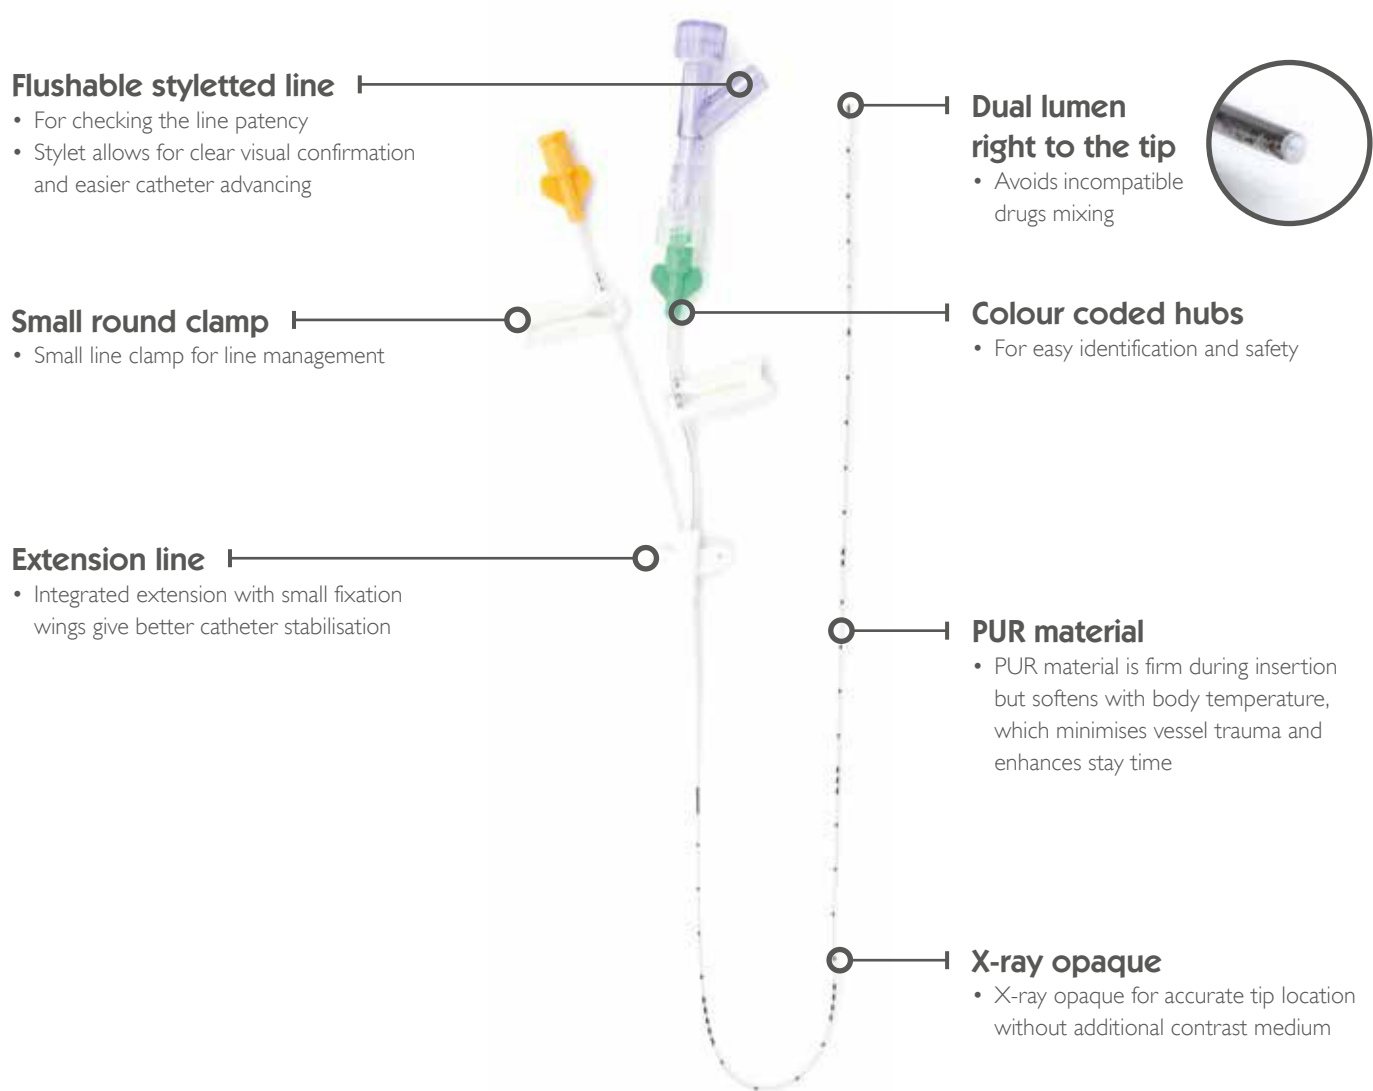 Flushable styletted line
• For checking the line patency
• Stylet allows for clear visual confirmation
and easier catheter advancing
Small round clamp
• Small line clamp for line management
Extension line
• Integrated extension with small fixation
wings give better catheter stabilisation
Dual lumen
right to the tip
• Avoids incompatible
drugs mixing
Colour coded hubs
• For easy identification and safety
PUR material
• PUR material is firm during insertion
but softens with body temperature,
which minimises vessel trauma and
enhances stay time
X-ray opaque
• X-ray opaque for accurate tip location
without additional contrast medium